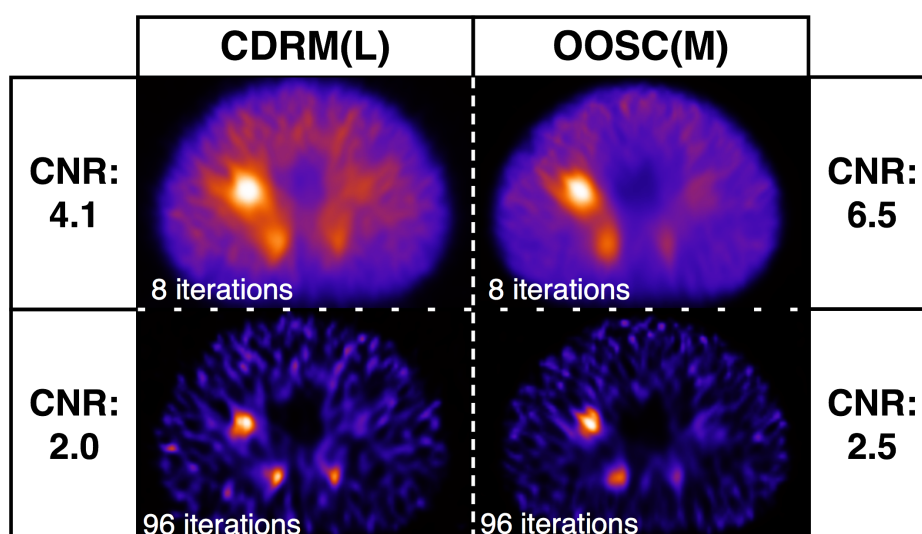 CDRM(L) OOSC(M)
CNR:
4.1
8 iterations
8 iterations
CNR:
6.5
CNR:
2.0
96 iterations
96 iterations
CNR:
2.5